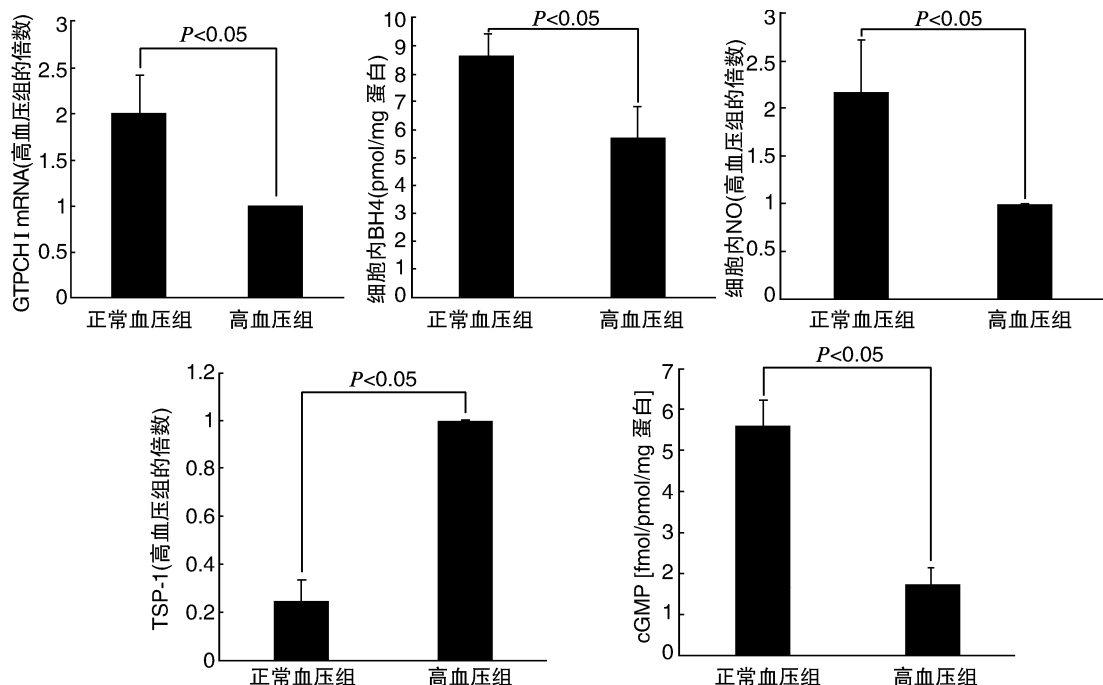 GTPCH I mRNA(高血压组的倍数)
3
2.5
2
1.5
1
0.5
0
P<0.05
正常血压组
高血压组
细胞内BH4(pmol/mg 蛋白)
10
9
8
7
6
5
4
3
2
1
0
P<0.05
正常血压组
高血压组
细胞内NO(高血压组的倍数)
3
2.5
2
1.5
1
0.5
0
P<0.05
正常血压组
高血压组
TSP-1(高血压组的倍数)
1.2
1
0.8
0.6
0.4
0.2
0
P<0.05
正常血压组
高血压组
cGMP [fmol/pmol/mg 蛋白]
7
6
5
4
3
2
1
0
P<0.05
正常血压组
高血压组